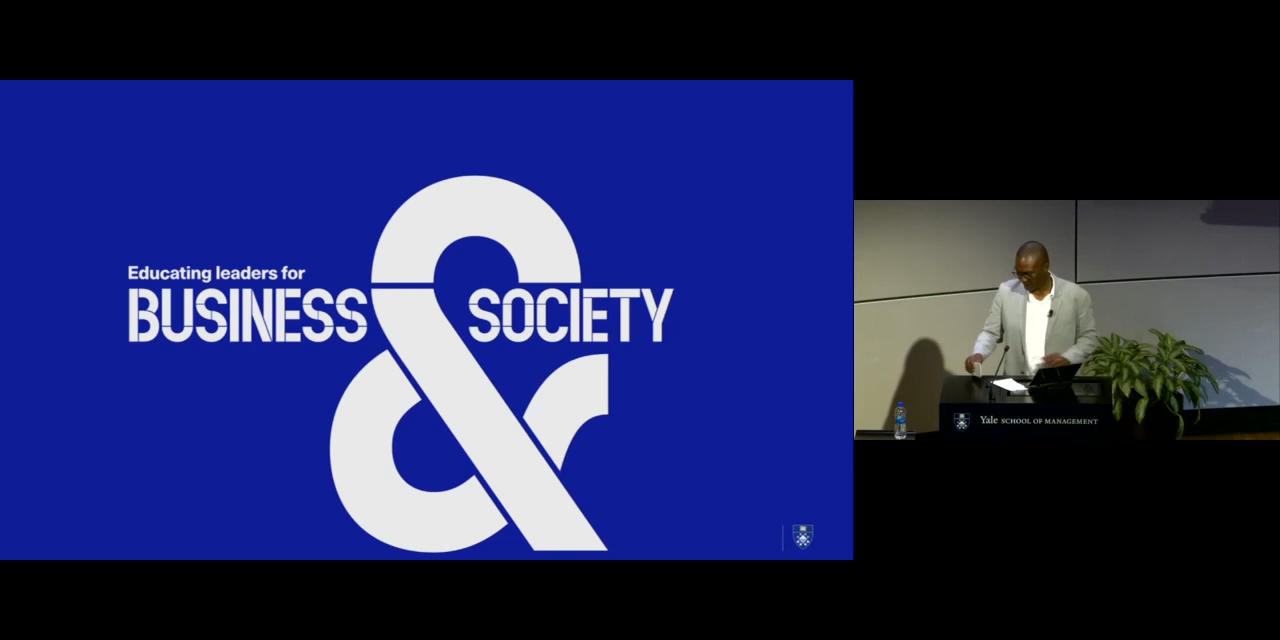 Educating leaders for
BUSINESS & SOCIETY
Yale SCHOOL OF MANAGEMENT